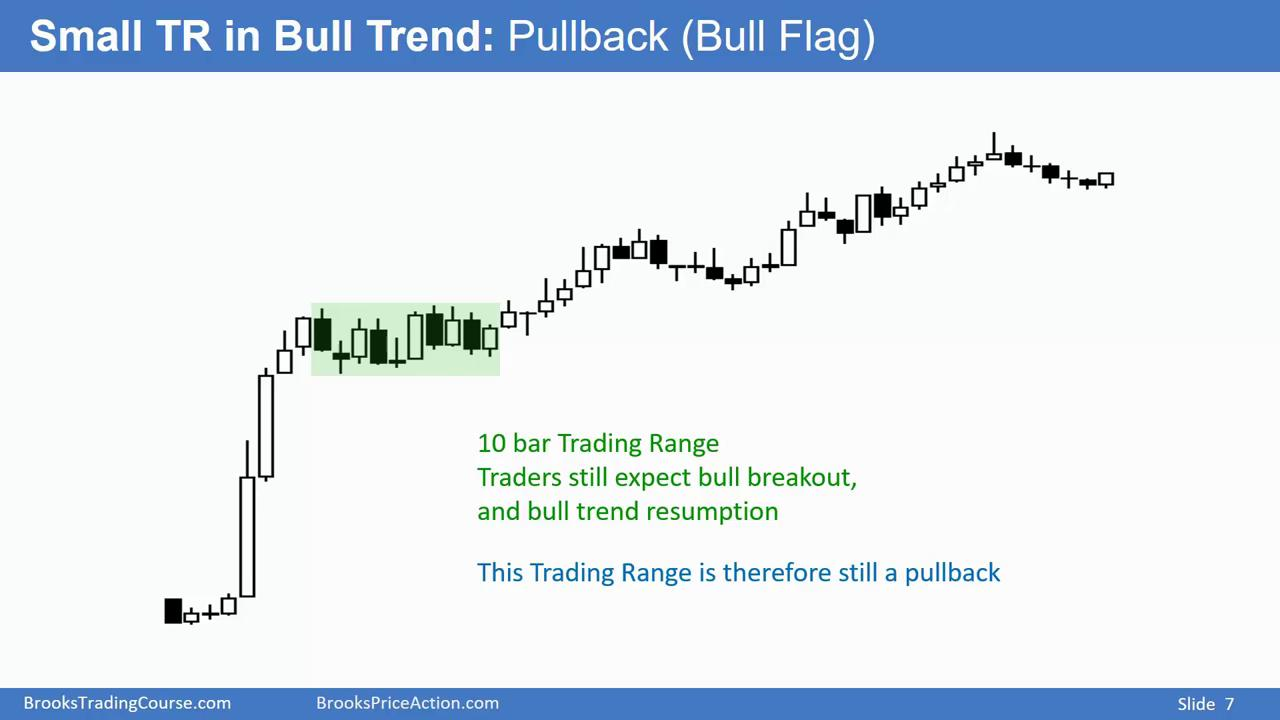 Small TR in Bull Trend: Pullback (Bull Flag)
10 bar Trading Range
Traders still expect bull breakout,
and bull trend resumption
This Trading Range is therefore still a pullback
BrooksTradingCourse.com
BrooksPriceAction.com
Slide 7